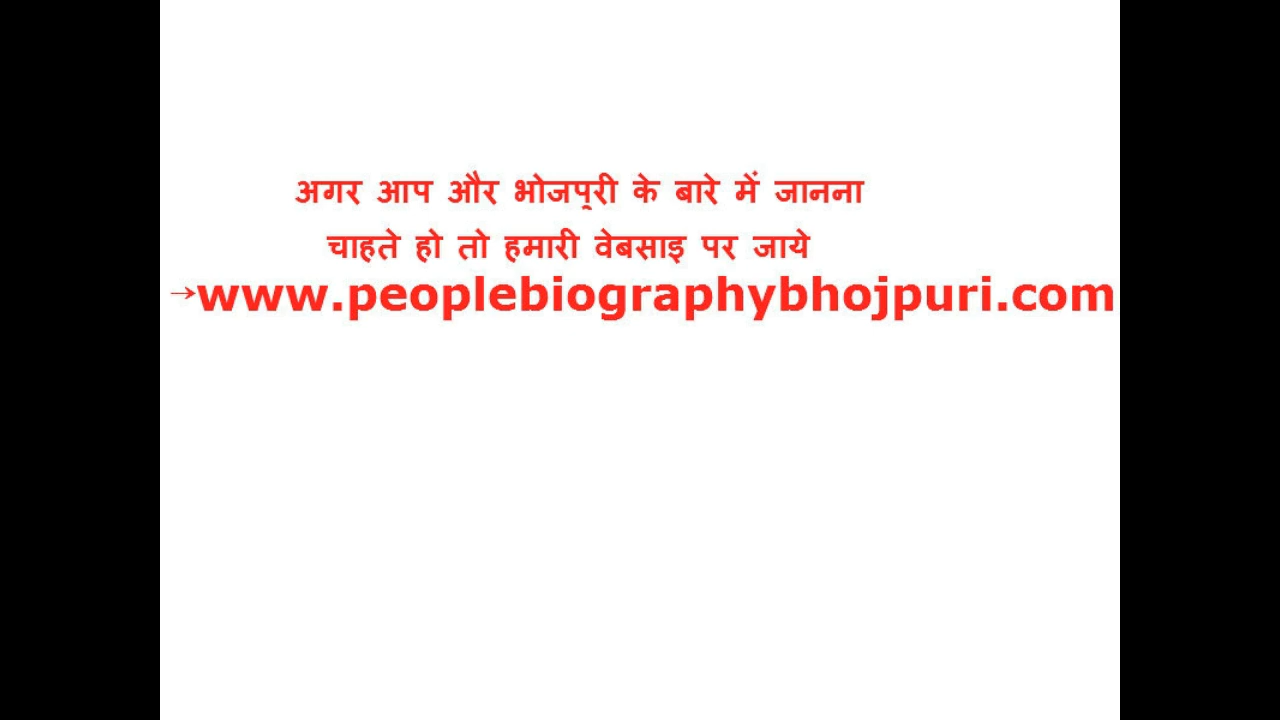 अगर आप और भोजपुरी के बारे में जानना
चाहते हो तो हमारी वेबसाइ पर जाये
→www.peoplebiographybhojpuri.com